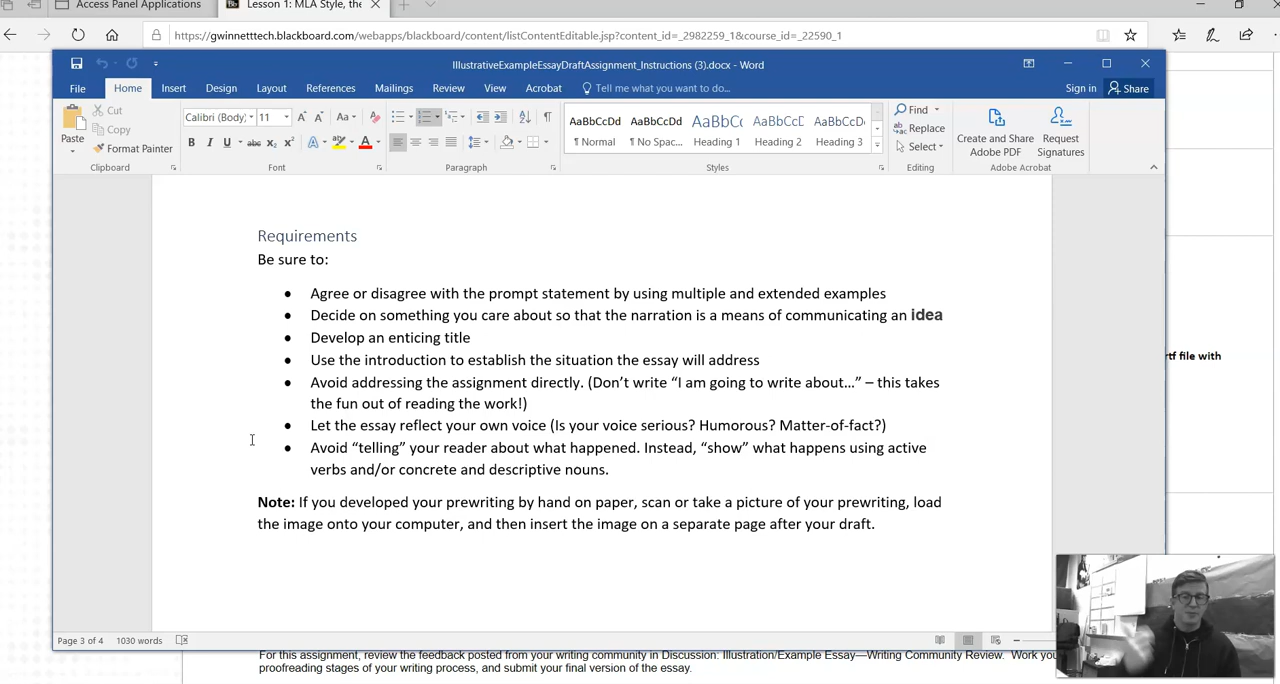 Access Panel Applications
Lesson 1: MLA Style, the
https://gwinnetttech.blackboard.com/webapps/blackboard/content/listContentEditable.jsp?content_id=_2982259_1&course_id=_22590_1
IllustrativeExampleEssayDraftAssignment_Instructions (3).docx - Word
File Home Insert Design Layout References Mailings Review View Acrobat Tell me what you want to do... Sign in Share
Paste
Cut
Copy
Format Painter
Clipboard
Calibri (Body) 11
Font
Paragraph
AaBbCcDd AaBbCcDd AaBbC AaBbCcD AaBbCcD
¶ Normal ¶ No Spac... Heading 1 Heading 2 Heading 3
Styles
Find
Replace
Select
Editing
Create and Share
Adobe PDF
Request
Signatures
Adobe Acrobat
Requirements
Be sure to:
• Agree or disagree with the prompt statement by using multiple and extended examples
• Decide on something you care about so that the narration is a means of communicating an idea
• Develop an enticing title
• Use the introduction to establish the situation the essay will address
• Avoid addressing the assignment directly. (Don’t write “I am going to write about…” – this takes
the fun out of reading the work!)
• Let the essay reflect your own voice (Is your voice serious? Humorous? Matter-of-fact?)
• Avoid “telling” your reader about what happened. Instead, “show” what happens using active
verbs and/or concrete and descriptive nouns.
Note: If you developed your prewriting by hand on paper, scan or take a picture of your prewriting, load
the image onto your computer, and then insert the image on a separate page after your draft.
rtf file with
Page 3 of 4 1030 words
For this assignment, review the feedback posted from your writing community in Discussion: Illustration/Example Essay—Writing Community Review. Work you
proofreading stages of your writing process, and submit your final version of the essay.